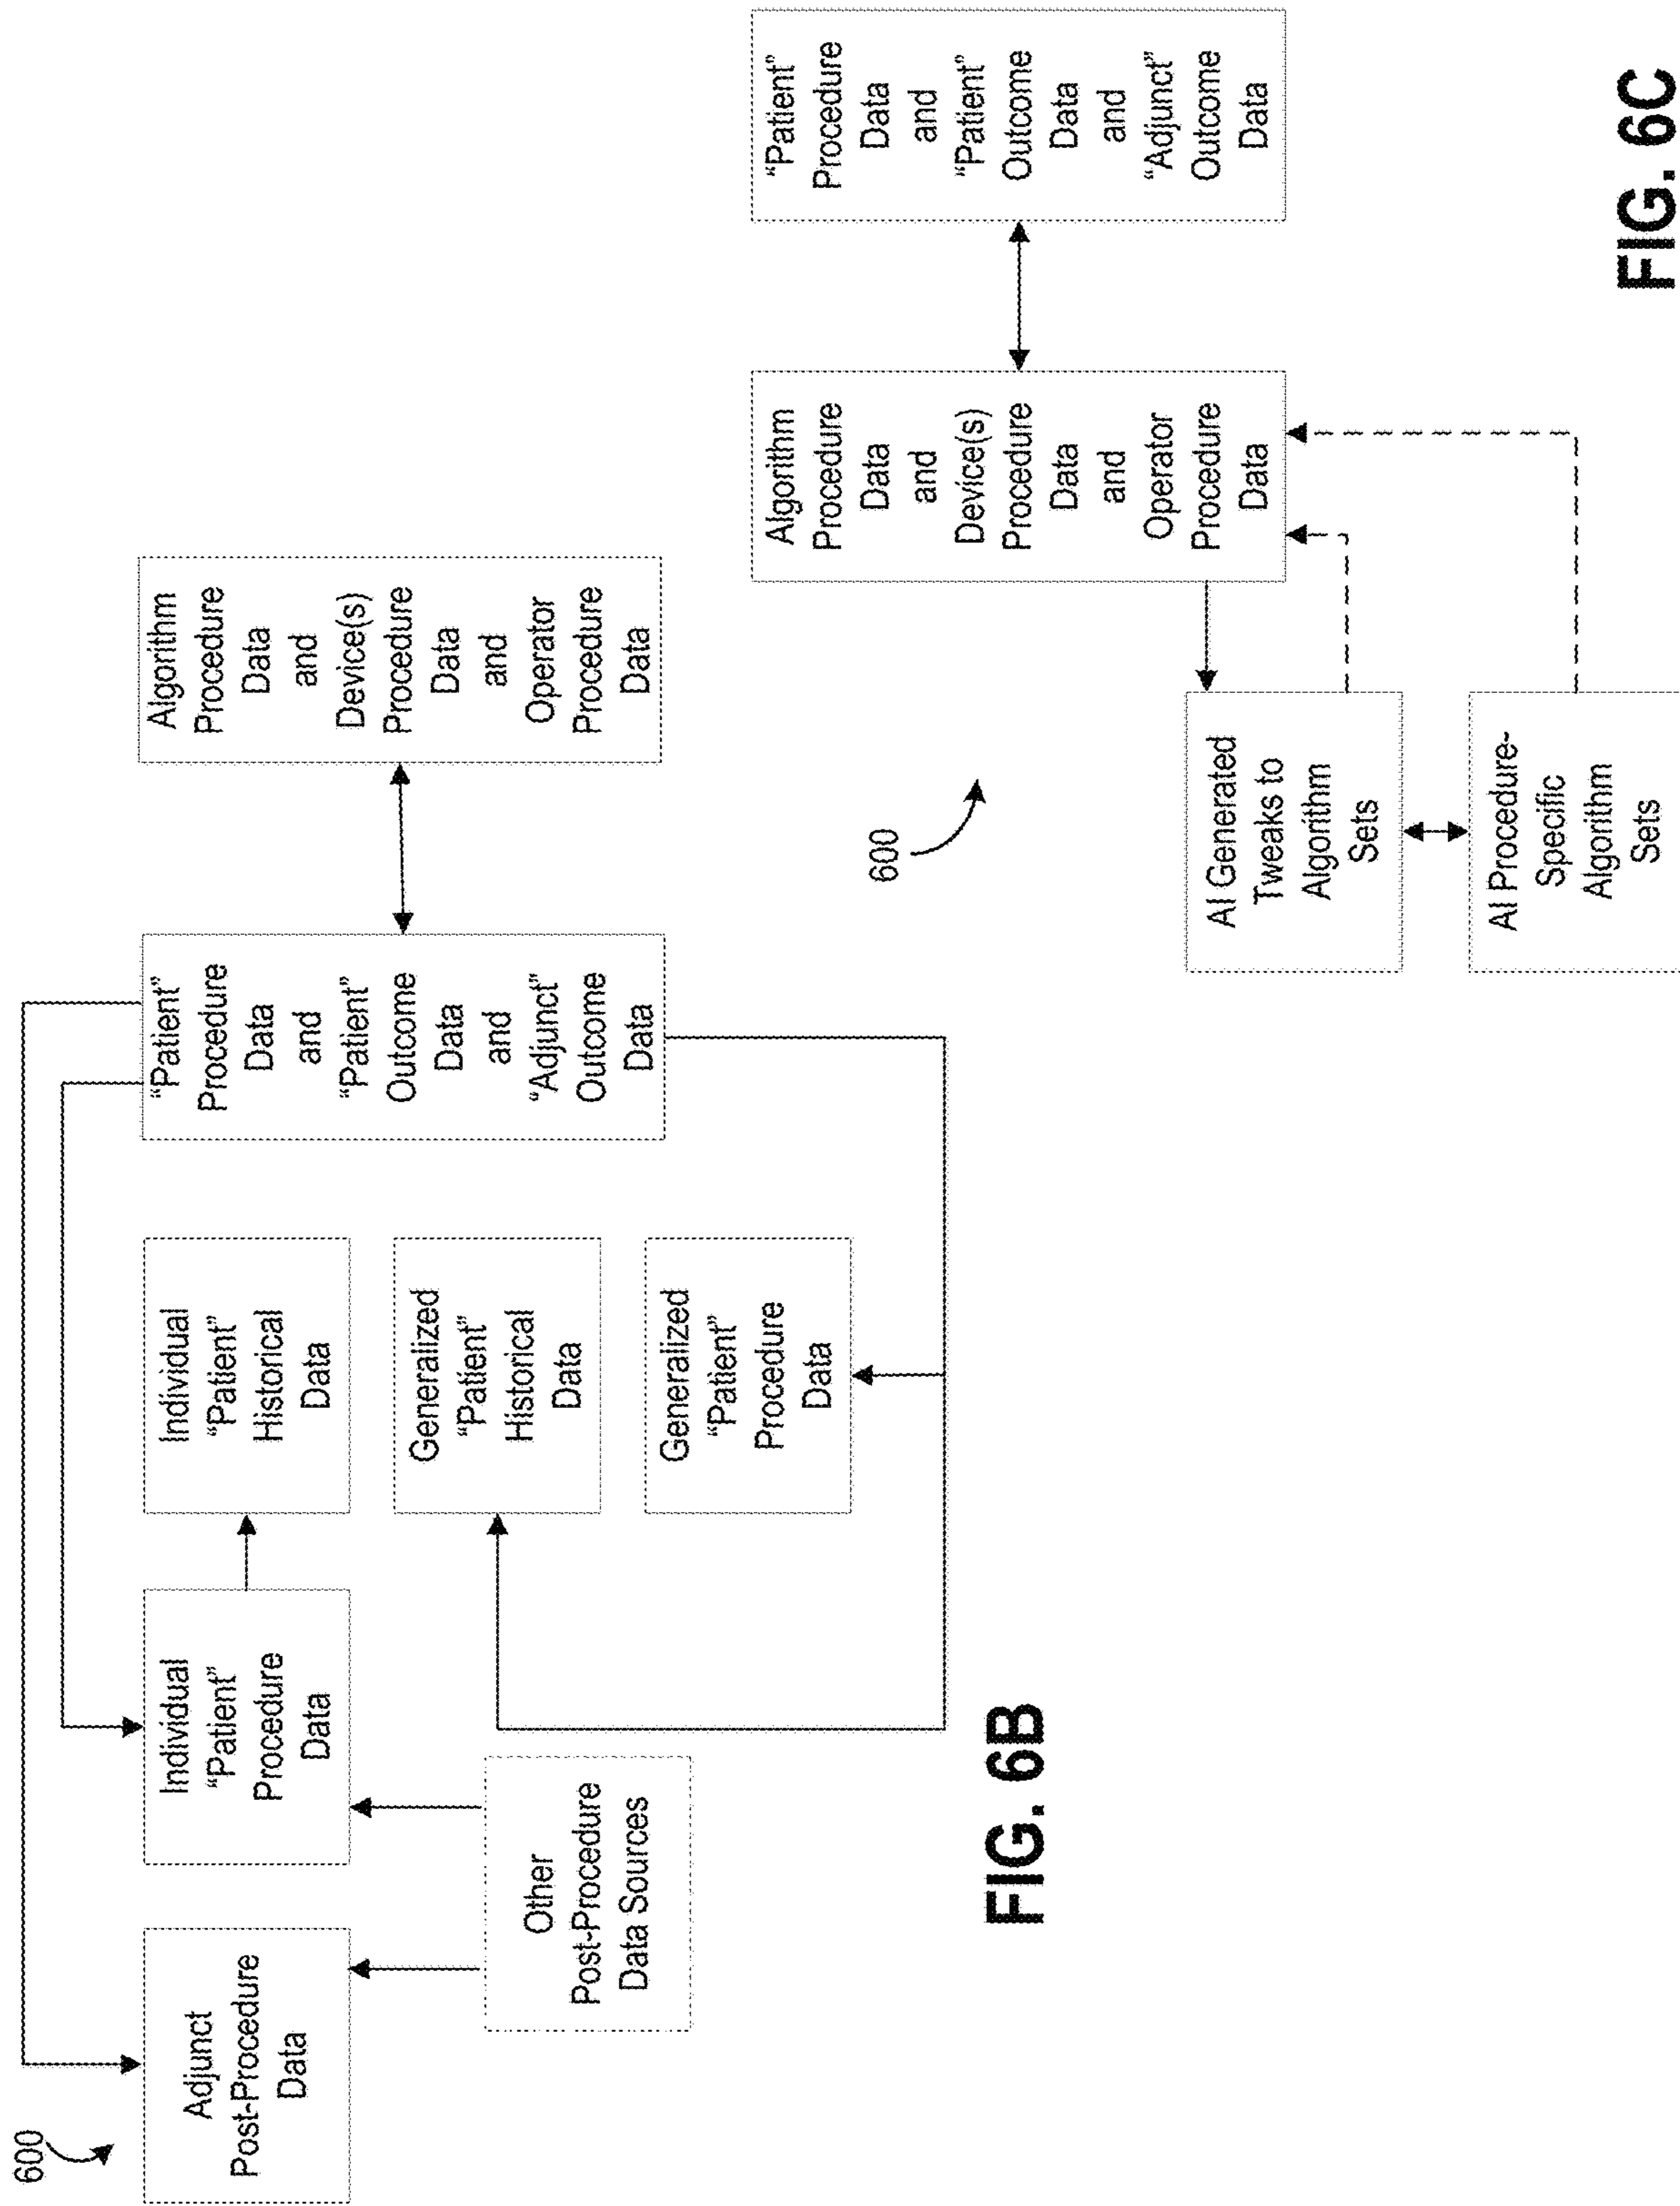 600
Adjunct
Post-Procedure
Data
Individual
“Patient”
Procedure
Data
Other
Post-Procedure
Data Sources
Individual
“Patient”
Historical
Data
Generalized
“Patient”
Historical
Data
Generalized
“Patient”
Procedure
Data
“Patient”
Procedure
Data
and
“Patient”
Outcome
Data
and
“Adjunct”
Outcome
Data
Algorithm
Procedure
Data
and
Device(s)
Procedure
Data
and
Operator
Procedure
Data
FIG. 6B
600
AI Generated
Tweaks to
Algorithm
Sets
AI Procedure-
Specific
Algorithm
Sets
Algorithm
Procedure
Data
and
Device(s)
Procedure
Data
and
Operator
Procedure
Data
“Patient”
Procedure
Data
and
“Patient”
Outcome
Data
and
“Adjunct”
Outcome
Data
FIG. 6C